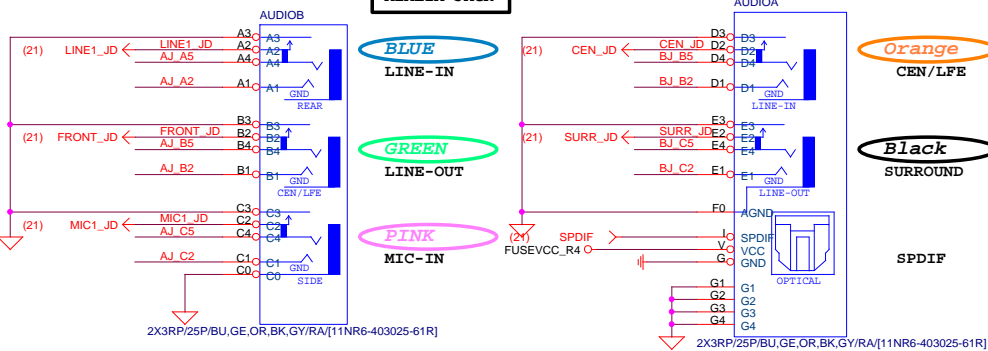 AUDIOB
A3 A3
(21) LINE1_JD LINE1_JD A2 A2
AJ_A5 A4 A4
AJ_A2 A1 A1
GND
REAR
BLUE
LINE-IN
B3 B3
(21) FRONT_JD FRONT_JD B2 B2
AJ_B5 B4 B4
AJ_B2 B1 B1
GND
CEN/LFE
GREEN
LINE-OUT
C3 C3
(21) MIC1_JD MIC1_JD C2 C2
AJ_C5 C4 C4
AJ_C2 C1 C1
GND
C0 C0
SIDE
PINK
MIC-IN
2X3RP/25P/BU,GE,OR,BK,GY/RA/[11NR6-403025-61R]
AUDIOA
D3 D3
(21) CEN_JD CEN_JD D2 D2
BJ_B5 D4 D4
BJ_B2 D1 D1
GND
LINE-IN
Orange
CEN/LFE
E3 E3
(21) SURR_JD SURR_JD E2 E2
BJ_C5 E4 E4
BJ_C2 E1 E1
GND
LINE-OUT
Black
SURROUND
F0 AGND
(21) SPDIF I SPDIF
FUSEVCC_R4 V VCC
G GND
OPTICAL
SPDIF
G1 G1
G2 G2
G3 G3
G4 G4
2X3RP/25P/BU,GE,OR,BK,GY/RA/[11NR6-403025-61R]